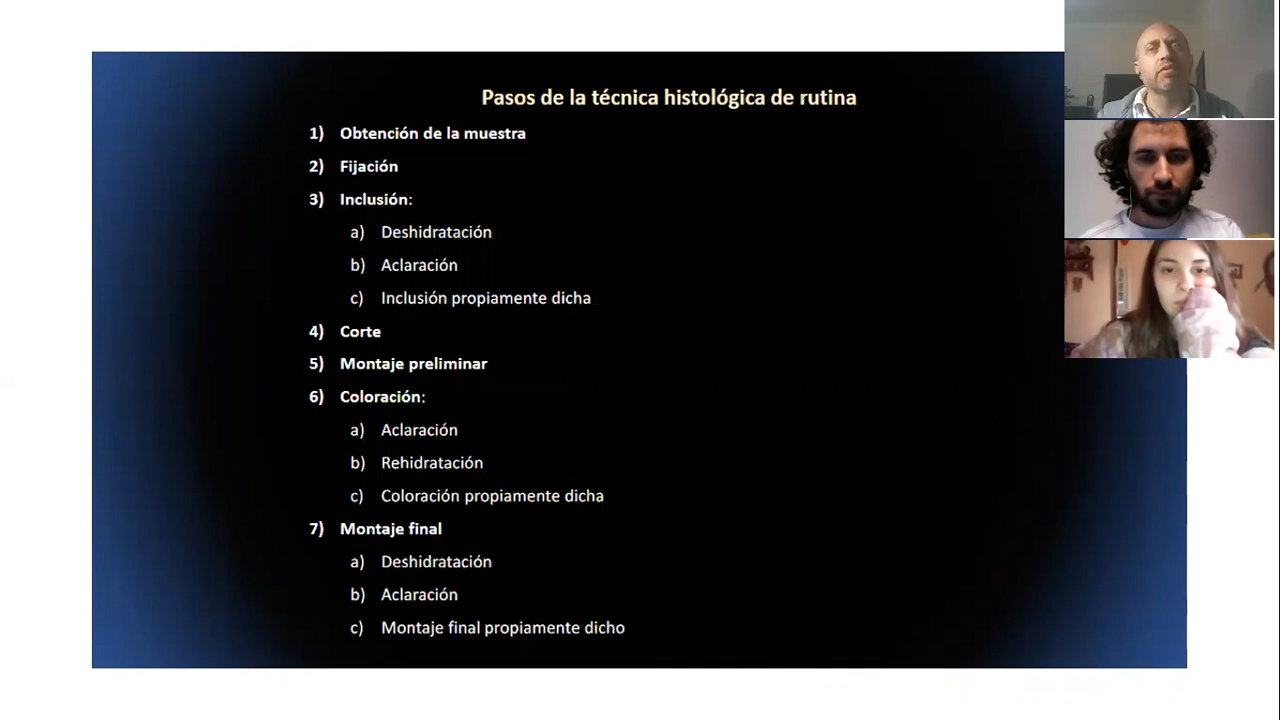 Pasos de la técnica histológica de rutina
1) Obtención de la muestra
2) Fijación
3) Inclusión:
a) Deshidratación
b) Aclaración
c) Inclusión propiamente dicha
4) Corte
5) Montaje preliminar
6) Coloración:
a) Aclaración
b) Rehidratación
c) Coloración propiamente dicha
7) Montaje final
a) Deshidratación
b) Aclaración
c) Montaje final propiamente dicho